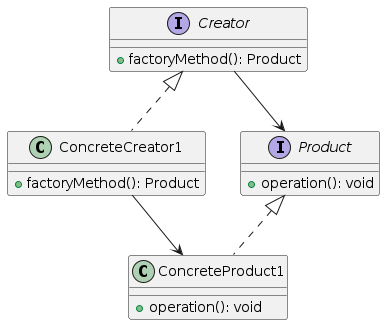 I Creator
factoryMethod(): Product
C ConcreteCreator1
factoryMethod(): Product
I Product
operation(): void
C ConcreteProduct1
operation(): void